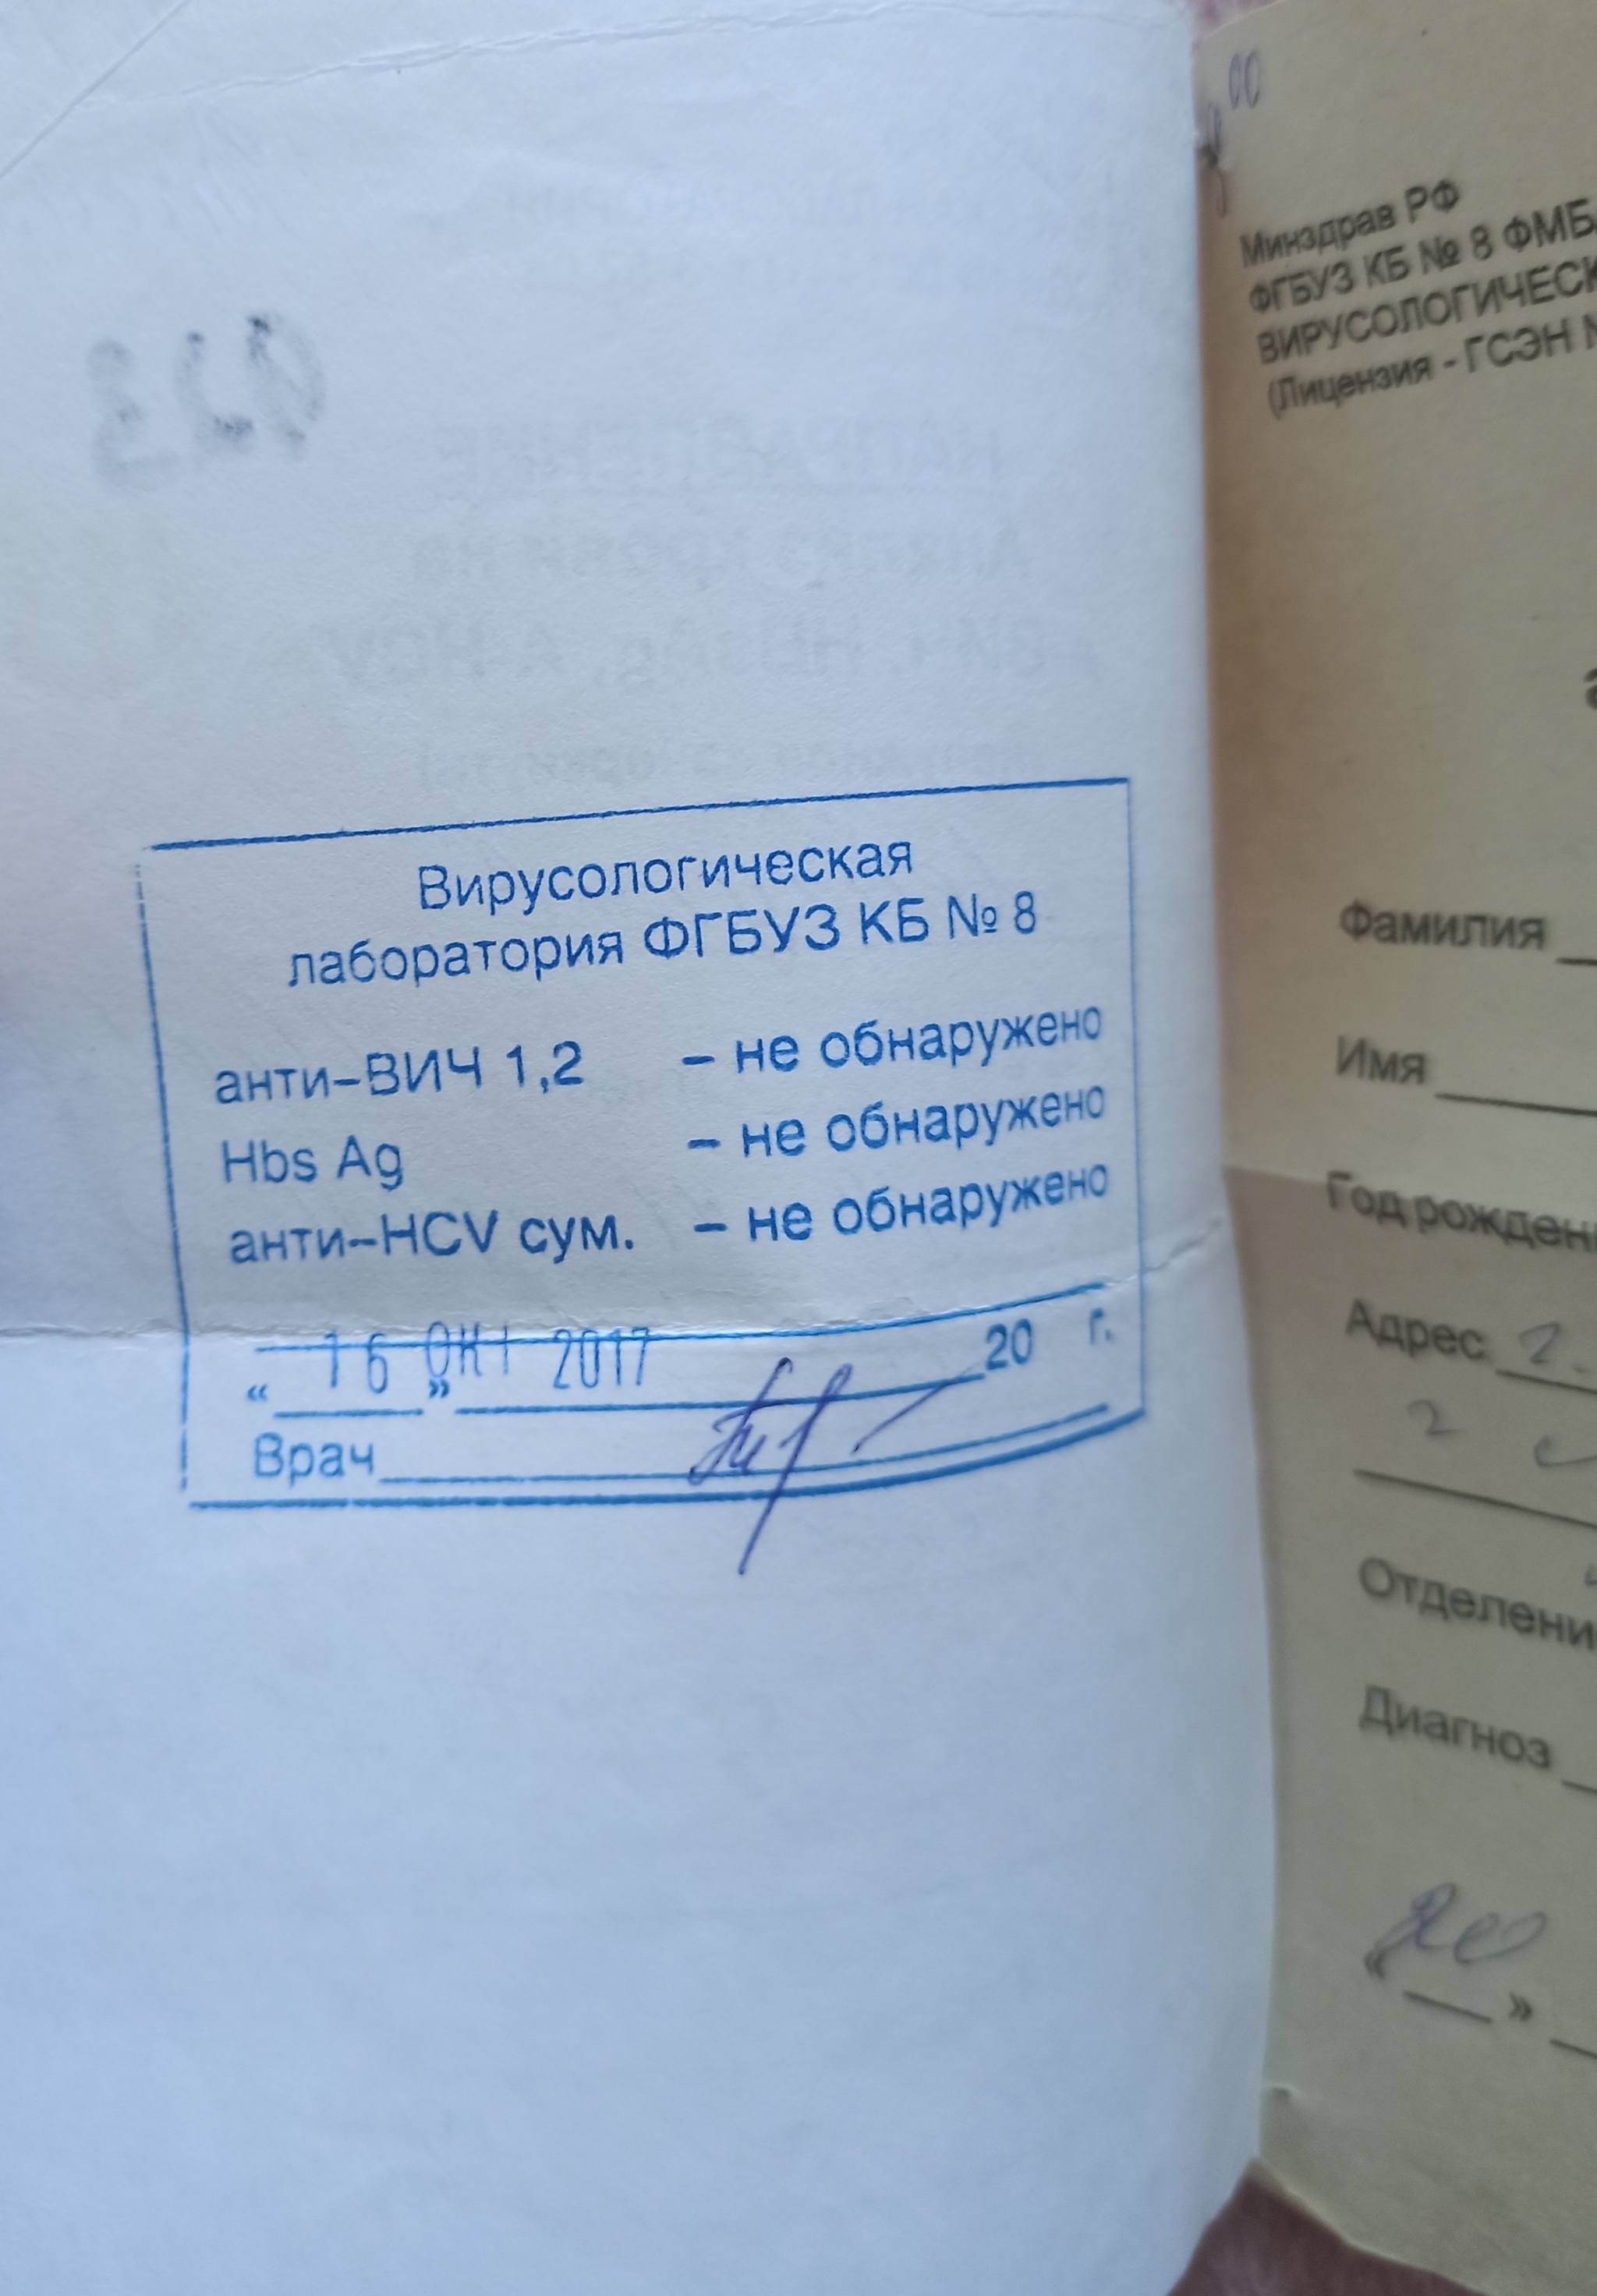 Вирусологическая
лаборатория ФГБУЗ КБ № 8
анти-ВИЧ 1,2 – не обнаружено
Hbs Ag – не обнаружено
анти-HCV сум. – не обнаружено
« 16 » ОКТ 2017 20 г.
Врач
Минздрав РФ
ФГБУЗ КБ № 8 ФМБ
ВИРУСОЛОГИЧЕСК
(Лицензия - ГСЭН
Фамилия
Имя
Год рожден
Адрес 2.
2
Отделени
Диагноз
« »